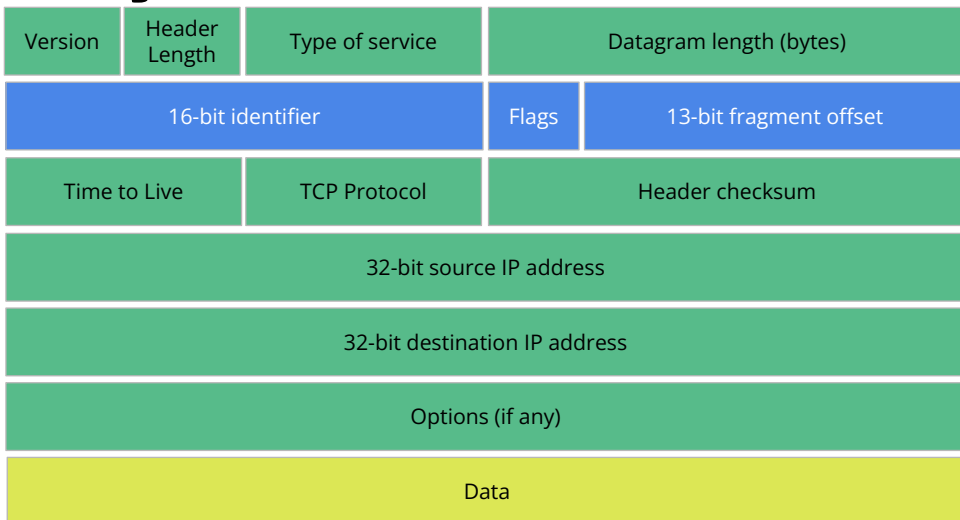 Version
Header
Length
Type of service
Datagram length (bytes)
16-bit identifier
Flags
13-bit fragment offset
Time to Live
TCP Protocol
Header checksum
32-bit source IP address
32-bit destination IP address
Options (if any)
Data